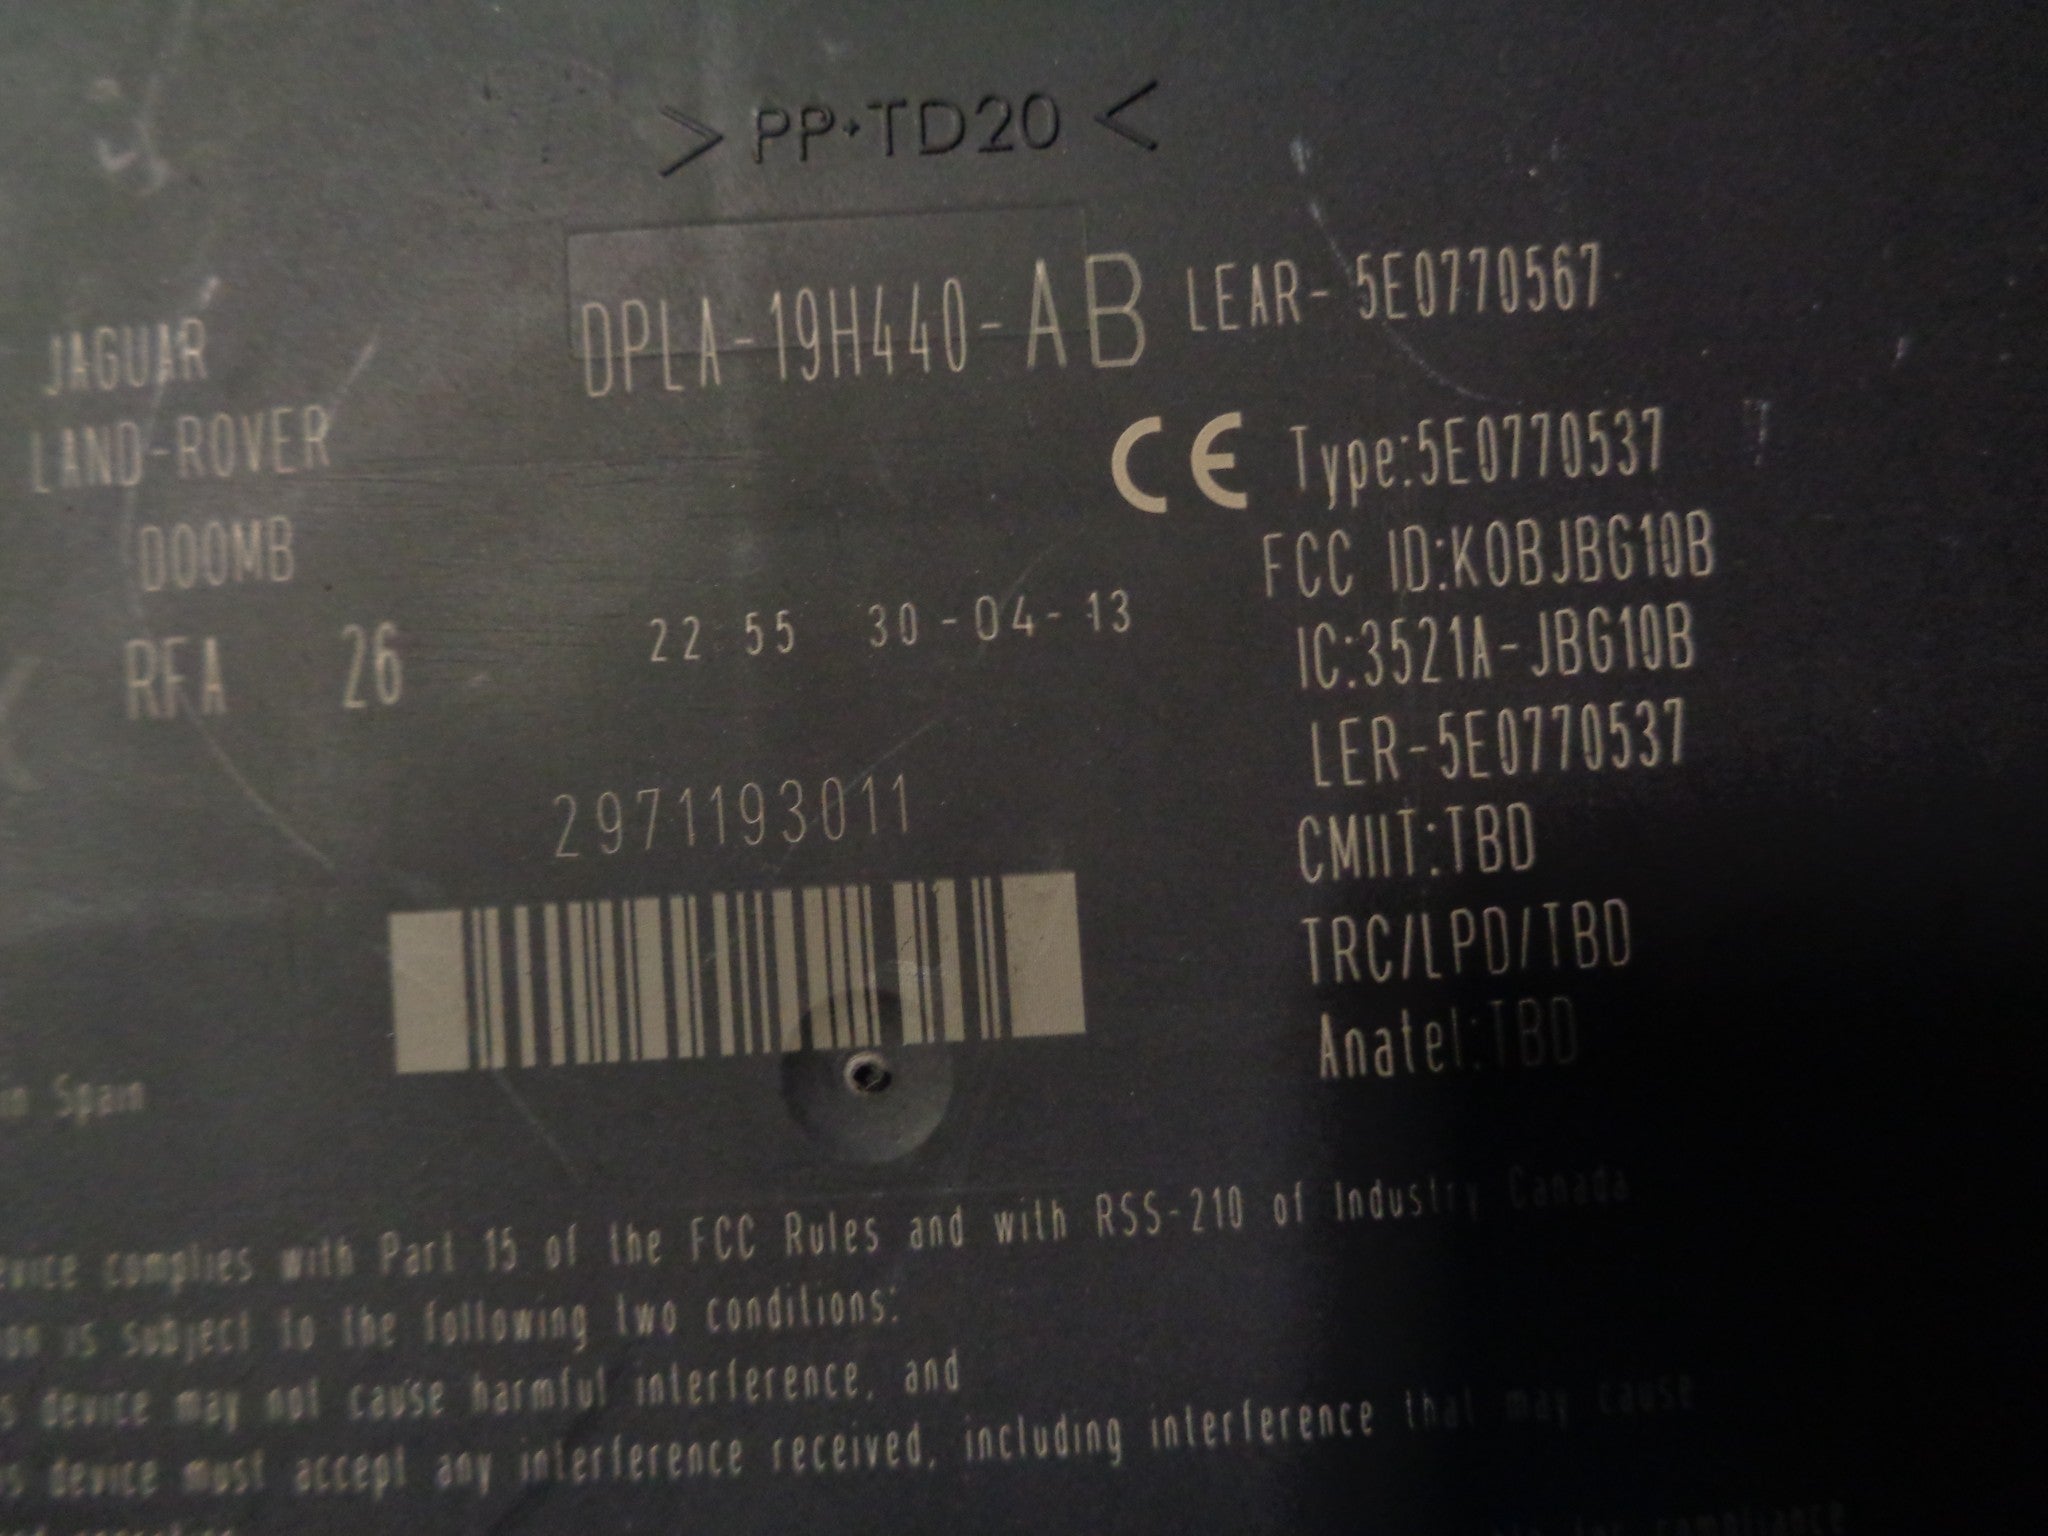 >PP+TD20<
DPLA-19H440-AB LEAR-5E0770567
JAGUAR
LAND-ROVER
D00MB
RFA 26
22 55 30-04-13
2971193011
CE Type:5E0770537
FCC ID:KOBJBG10B
IC:3521A-JBG10B
LER-5E0770537
CMIIT:TBD
TRC/LPD/TBD
Anatel:TBD
Spain
complies with Part 15 of the FCC Rules and with RSS-210 of Industry Canada
is subject to the following two conditions:
device may not cause harmful interference, and
device must accept any interference received, including interference that may cause
compliance